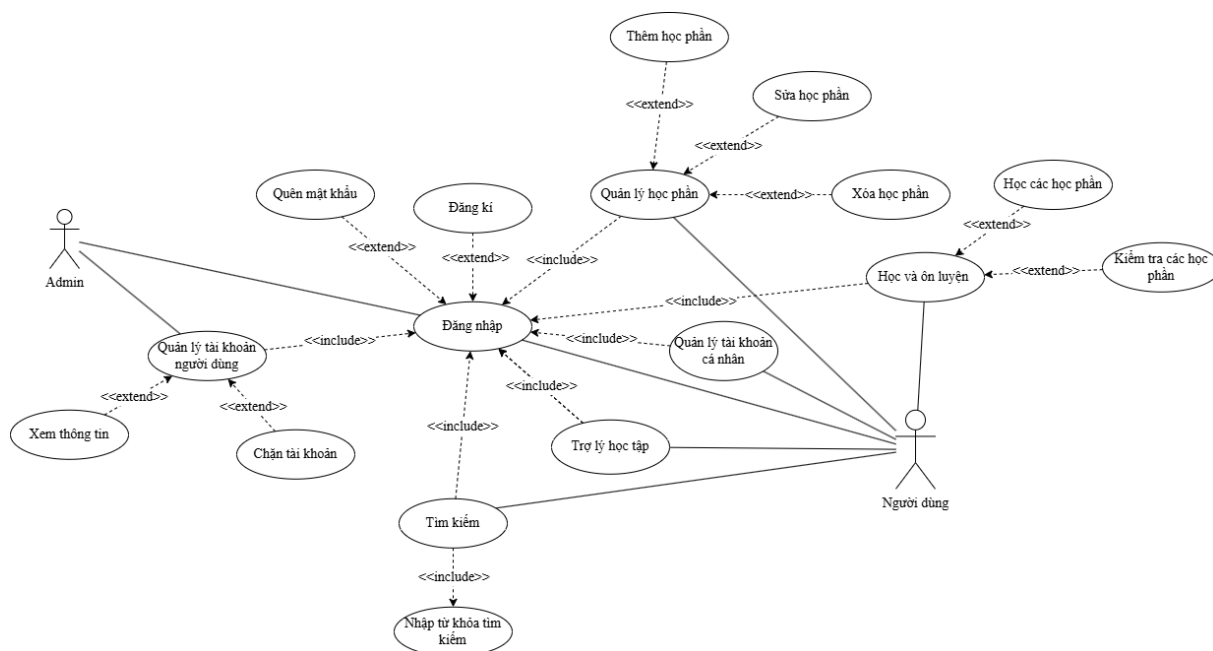 Thêm học phần
<<extend>>
Sửa học phần
<<extend>>
Quên mật khẩu
Đăng kí
Quản lý học phần
<<extend>>
Xóa học phần
Học các học phần
<<extend>>
<<extend>>
<<extend>>
<<include>>
Kiểm tra các học
phần
<<extend>>
Học và ôn luyện
Admin
<<include>>
Đăng nhập
Quản lý tài khoản
người dùng
<<include>>
<<include>>
Quản lý tài khoản
cá nhân
<<extend>>
<<extend>>
<<include>>
<<include>>
Xem thông tin
Chặn tài khoản
Trợ lý học tập
Người dùng
Tìm kiếm
<<include>>
Nhập từ khóa tìm
kiếm